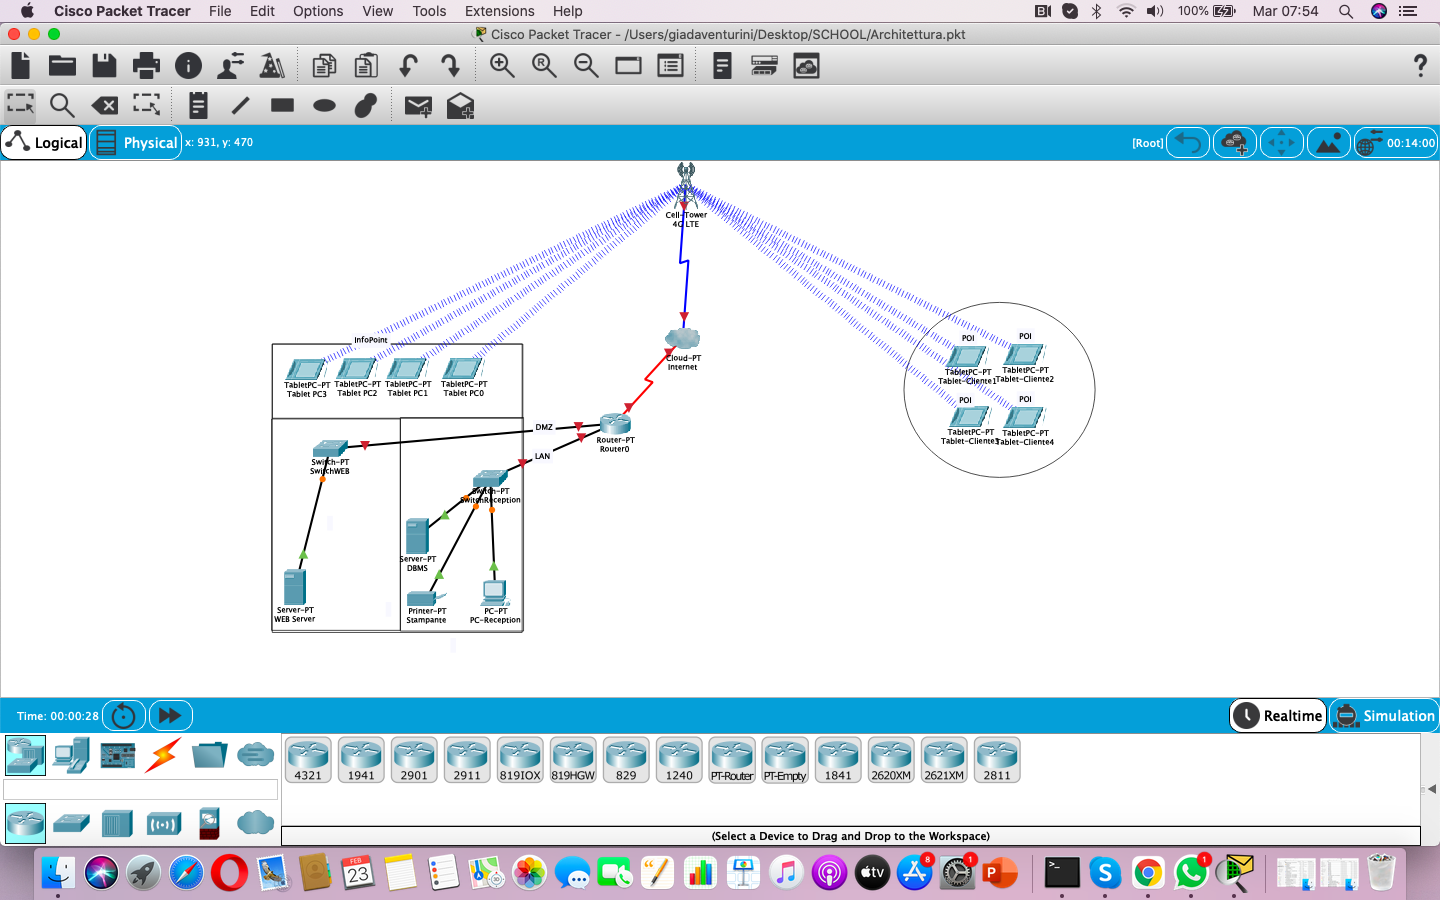 Cisco Packet Tracer File Edit Options View Tools Extensions Help 100% Mar 07:54
Cisco Packet Tracer - /Users/giadaventurini/Desktop/SCHOOL/Architettura.pkt
Logical Physical x: 931, y: 470 [Root] 00:14:00
Cell-Tower
4G LTE
InfoPoint
TabletPC-PT
Tablet PC3
TabletPC-PT
Tablet PC2
TabletPC-PT
Tablet PC1
TabletPC-PT
Tablet PC0
Cloud-PT
Internet
POI
TabletPC-PT
Tablet-Cliente1
POI
TabletPC-PT
Tablet-Cliente2
POI
TabletPC-PT
Tablet-Cliente3
POI
TabletPC-PT
Tablet-Cliente4
DMZ
LAN
Router-PT
Router0
Switch-PT
SwitchWEB
Switch-PT
SwitchReception
Server-PT
DBMS
Server-PT
WEB Server
Printer-PT
Stampante
PC-PT
PC-Reception
Time: 00:00:28 Realtime Simulation
4321 1941 2901 2911 819IOX 819HGW 829 1240 PT-Router PT-Empty 1841 2620XM 2621XM 2811
(Select a Device to Drag and Drop to the Workspace)
FEB
23
tv
8
1
P
>_
S
1